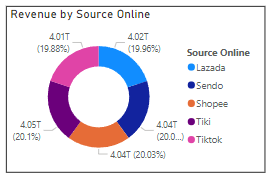 Revenue by Source Online
4.01T
(19.88%)
4.02T
(19.96%)
4.05T
(20.1%)
4.04T
(20.0...)
4.04T (20.03%)
Source Online
Lazada
Sendo
Shopee
Tiki
Tiktok